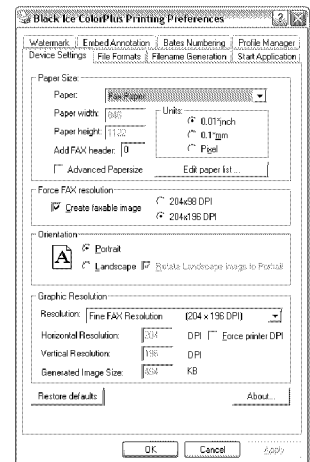 Black Ice ColorPlus Printing Preferences
Watermark Embed Annotation Bates Numbering Profile Manager
Device Settings File Formats Filename Generation Start Application
Paper Size:
Paper: Fax Paper
Paper width: 846
Units:
0.01"inch
Paper height: 1132
0.1"mm
Add FAX header: 0
Pixel
Advanced Papersize
Edit paper list ...
Force FAX resolution
204x98 DPI
Create faxable image
204x196 DPI
Orientation
A
Portrait
Landscape Rotate Landscape image to Portrait
Graphic Resolution
Resolution: Fine FAX Resolution (204 x 196 DPI)
Horizontal Resolution: 204 DPI Force printer DPI
Vertical Resolution: 196 DPI
Generated Image Size: KB
Restore defaults About...
OK Cancel Apply